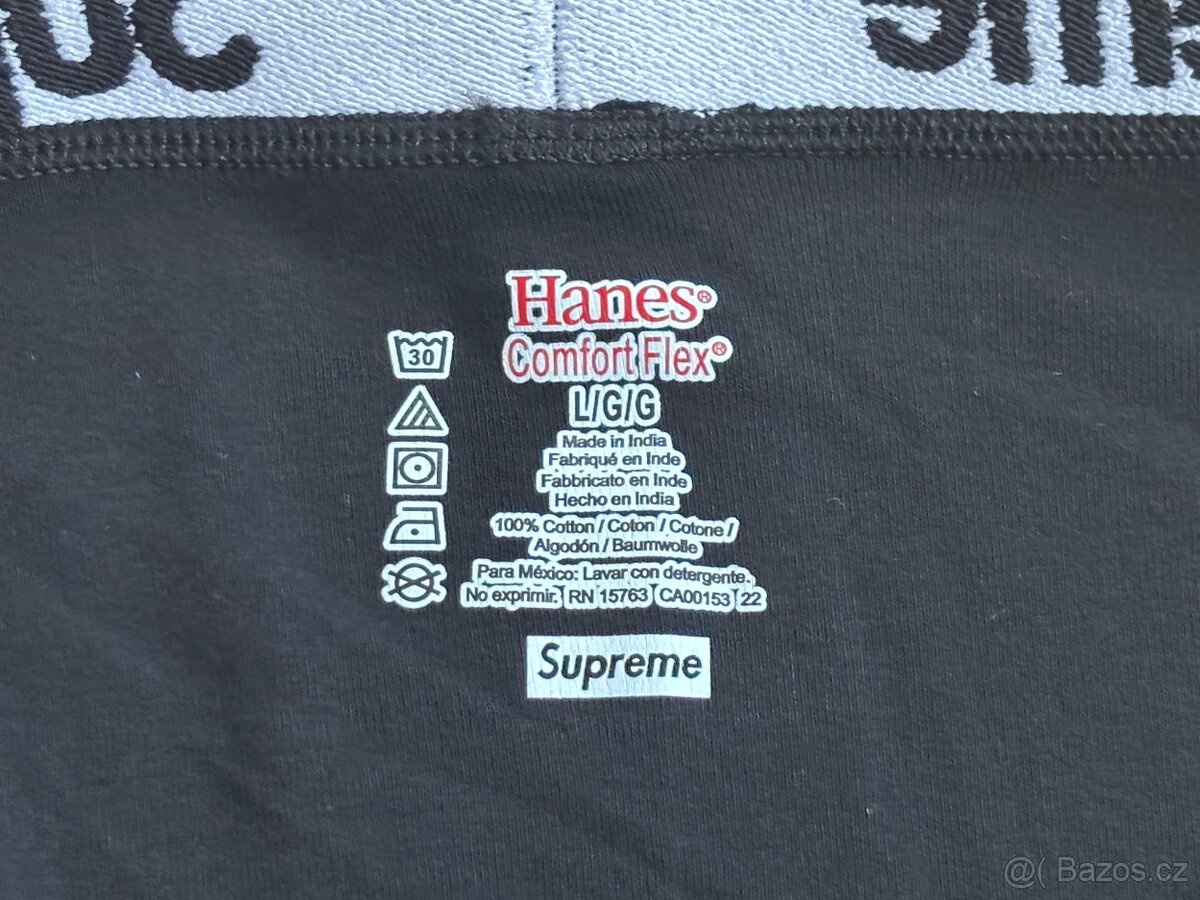 Hanes®
Comfort Flex®
30
L/G/G
Made in India
Fabriqué en Inde
Fabbricato en Inde
Hecho en India
100% Cotton / Coton / Cotone /
Algodón / Baumwolle
Para México: Lavar con detergente.
No exprimir. RN 15763 CA00153 22
Supreme
@( Bazos.cz